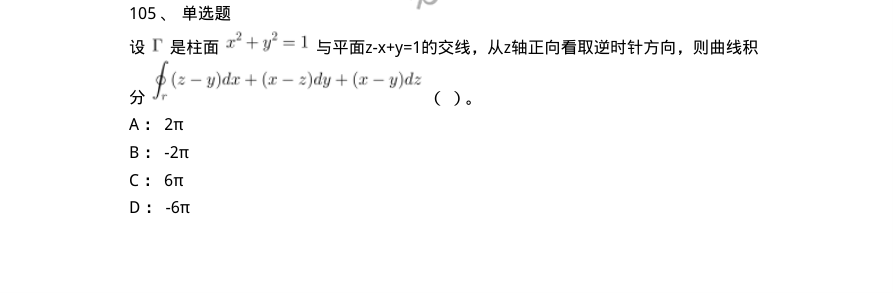 105、 单选题
设 Γ 是柱面 x² + y² = 1 与平面z-x+y=1的交线，从z轴正向看取逆时针方向，则曲线积
分 ∮_Γ (z − y)dx + (x − z)dy + (x − y)dz （ ）。
A： 2π
B： -2π
C： 6π
D： -6π